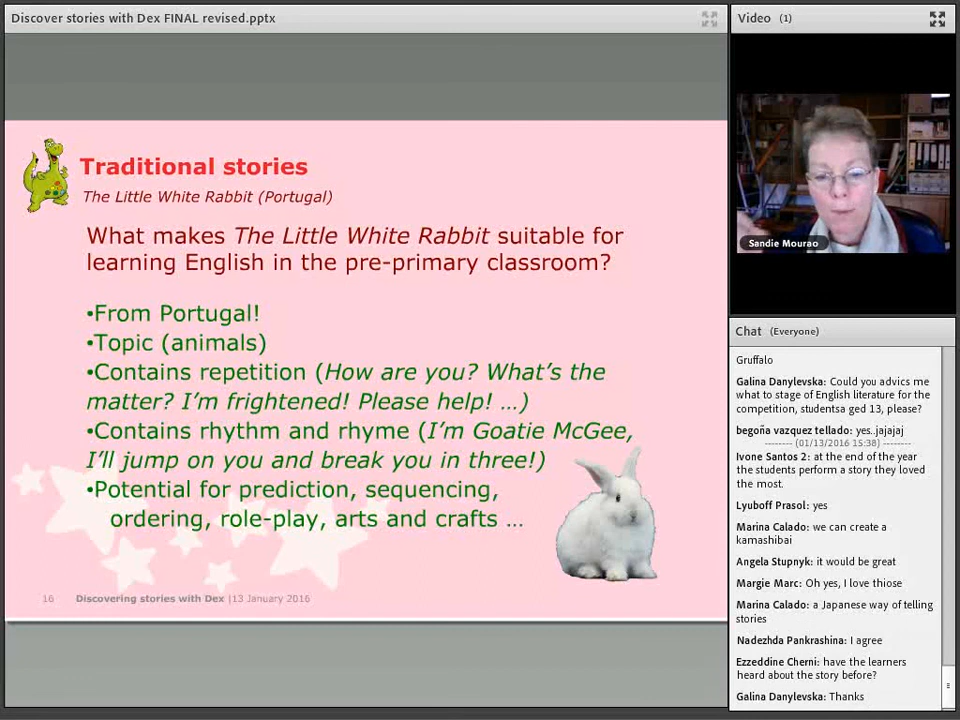 Discover stories with Dex FINAL revised.pptx
Traditional stories
The Little White Rabbit (Portugal)
What makes The Little White Rabbit suitable for
learning English in the pre-primary classroom?
•From Portugal!
•Topic (animals)
•Contains repetition (How are you? What's the
matter? I'm frightened! Please help! …)
•Contains rhythm and rhyme (I'm Goatie McGee,
I'll jump on you and break you in three!)
•Potential for prediction, sequencing,
ordering, role-play, arts and crafts …
16 Discovering stories with Dex |13 January 2016
Video (1)
Sandie Mourao
Chat (Everyone)
Gruffalo
Galina Danylevska: Could you advics me
what to stage of English literature for the
competition, studentsa ged 13, please?
begoña vazquez tellado: yes..jajajaj
-------- (01/13/2016 15:38) --------
Ivone Santos 2: at the end of the year
the students perform a story they loved
the most.
Lyuboff Prasol: yes
Marina Calado: we can create a
kamashibai
Angela Stupnyk: it would be great
Margie Marc: Oh yes, I love thiose
Marina Calado: a Japanese way of telling
stories
Nadezhda Pankrashina: I agree
Ezzeddine Cherni: have the learners
heard about the story before?
Galina Danylevska: Thanks